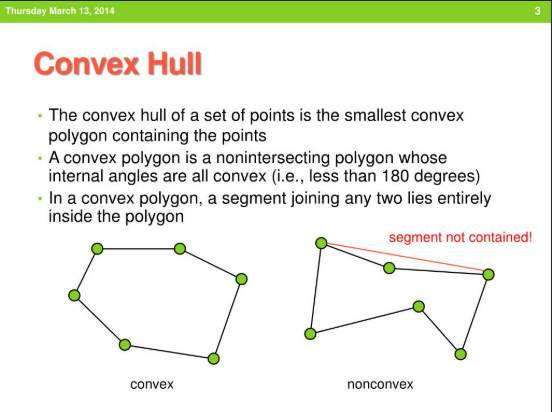 Thursday March 13, 2014
3
Convex Hull
• The convex hull of a set of points is the smallest convex
polygon containing the points
• A convex polygon is a nonintersecting polygon whose
internal angles are all convex (i.e., less than 180 degrees)
• In a convex polygon, a segment joining any two lies entirely
inside the polygon
segment not contained!
convex
nonconvex